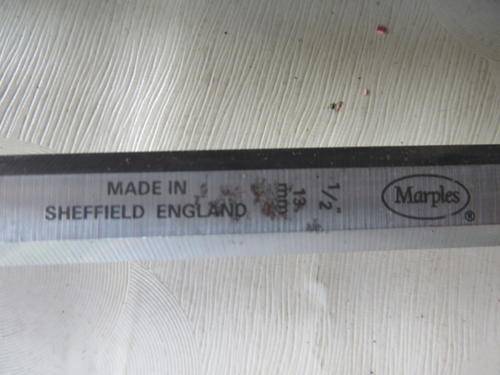 MADE IN
SHEFFIELD ENGLAND
1/2"
13
mm
Marples
®